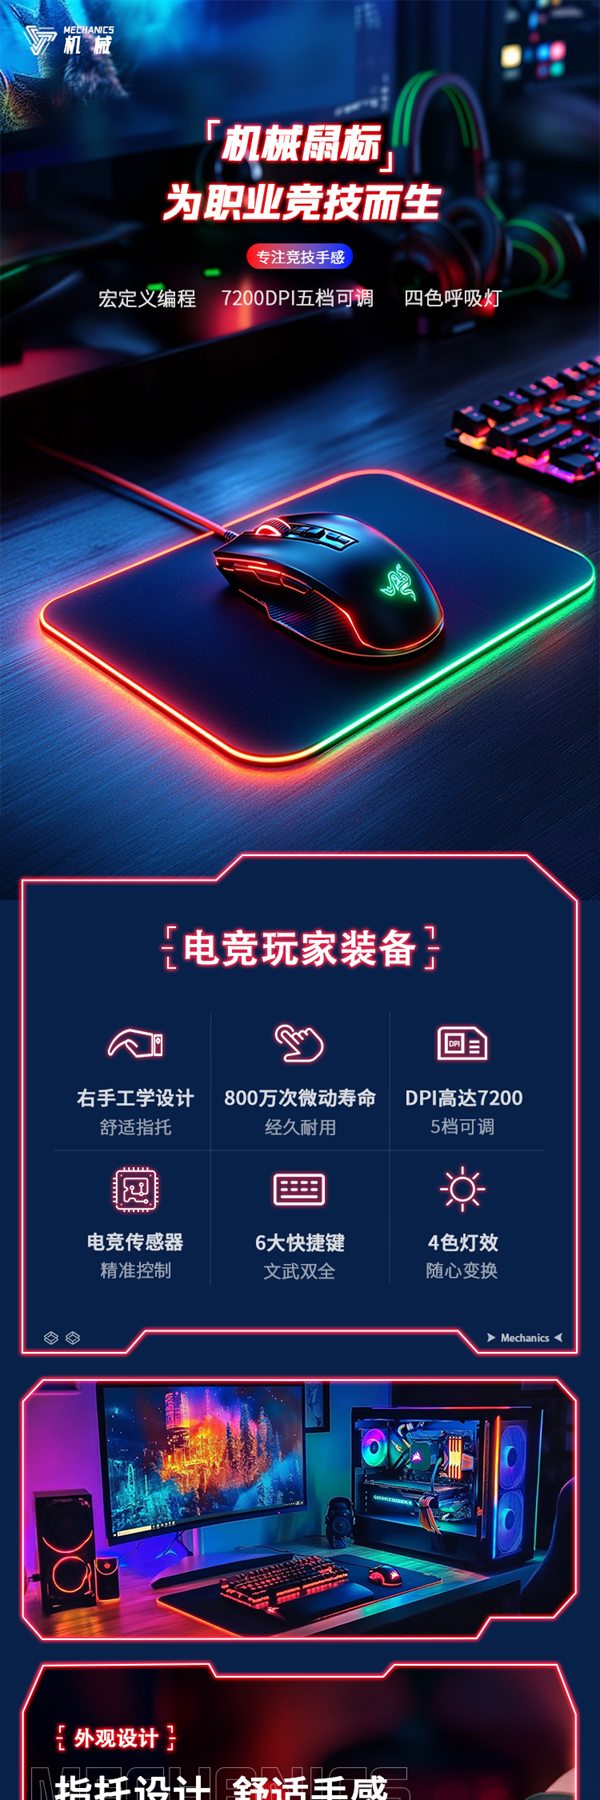 MECHANICS
机械
「机械鼠标」
为职业竞技而生
专注竞技手感
宏定义编程 7200DPI五档可调 四色呼吸灯
电竞玩家装备
DPI
右手工学设计 800万次微动寿命 DPI高达7200
舒适指托 经久耐用 5档可调
电竞传感器 6大快捷键 4色灯效
精准控制 文武双全 随心变换
Mechanics
外观设计
MECHANICS
指托设计 舒适手感